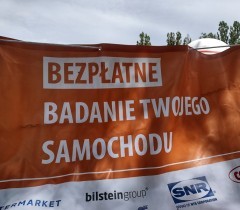 BEZPŁATNE
BADANIE TWOJEGO
SAMOCHODU
bilsteingroup
SNR